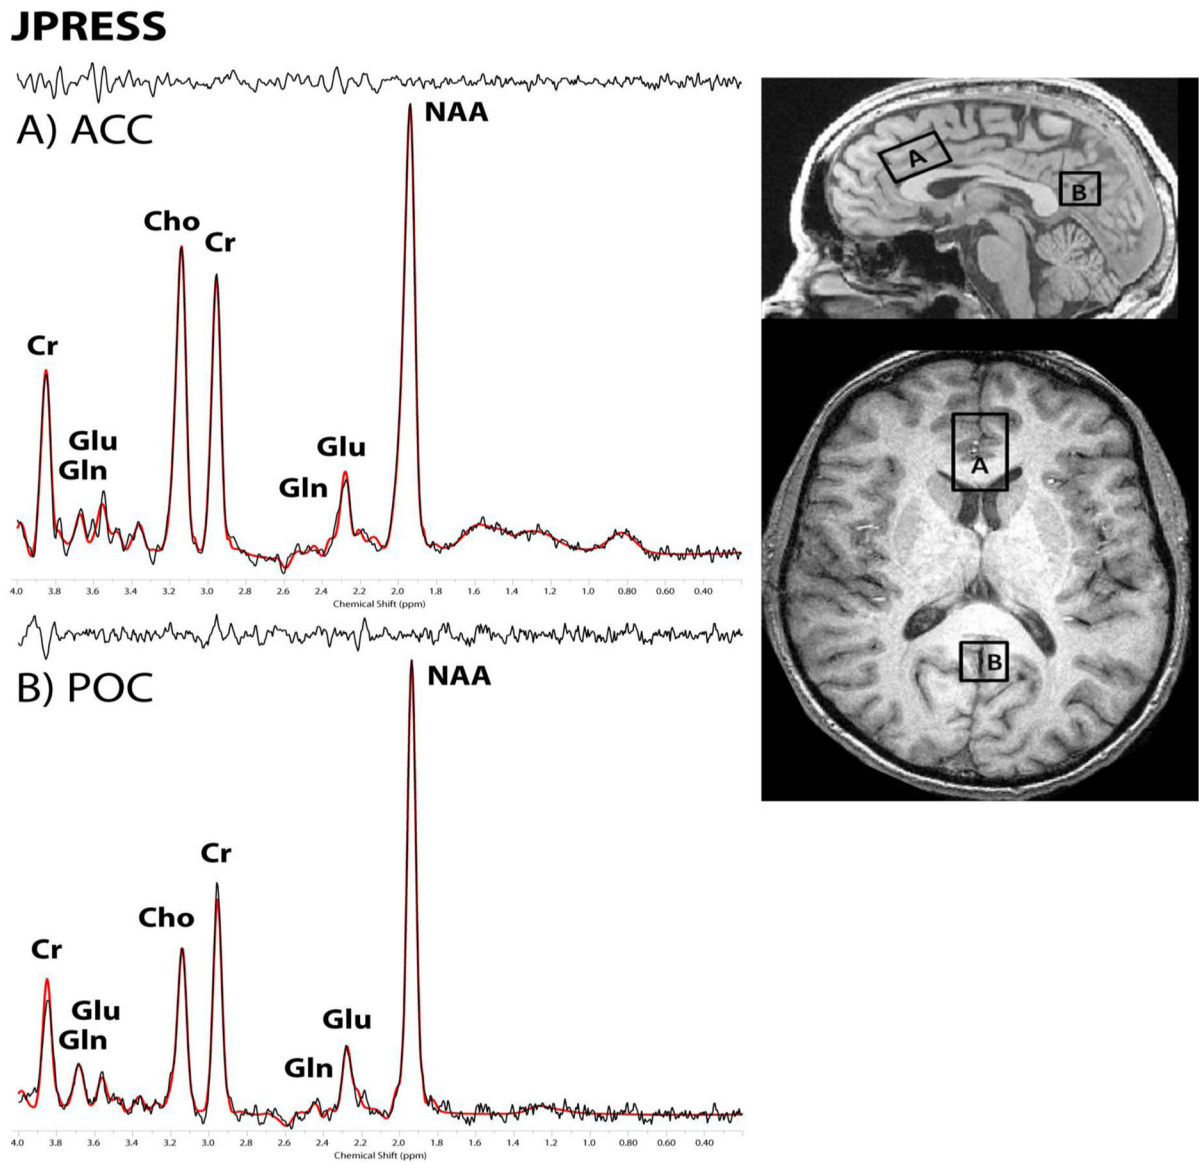 JPRESS
A) ACC
NAA
Cho
Cr
Cr
Glu
Gln
Glu
Gln
4.0 3.8 3.6 3.4 3.2 3.0 2.8 2.6 2.4 2.2 2.0 1.8 1.6 1.4 1.2 1.0 0.80 0.60 0.40
Chemical Shift (ppm)
B) POC
NAA
Cr
Cho
Cr
Glu
Gln
Glu
Gln
4.0 3.8 3.6 3.4 3.2 3.0 2.8 2.6 2.4 2.2 2.0 1.8 1.6 1.4 1.2 1.0 0.80 0.60 0.40
Chemical Shift (ppm)
A
B
A
B